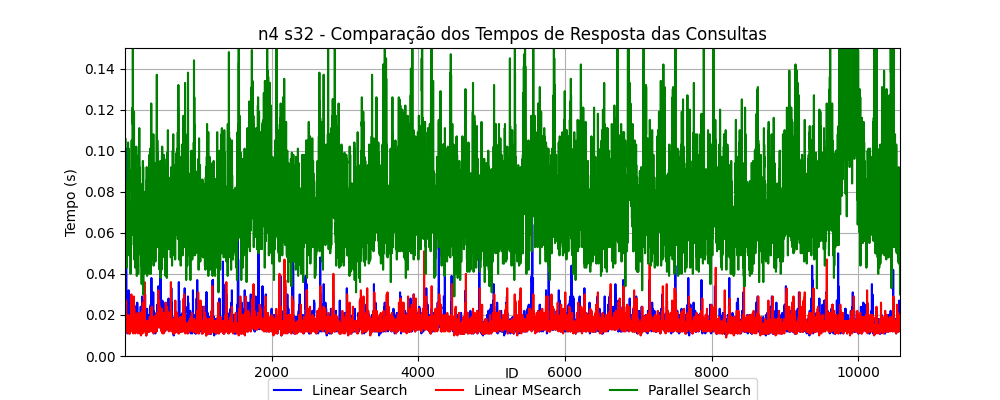 n4 s32 - Comparação dos Tempos de Resposta das Consultas
0.14
0.12
0.10
0.08
0.06
0.04
0.02
0.00
Tempo (s)
2000 4000 6000 8000 10000
ID
Linear Search Linear MSearch Parallel Search